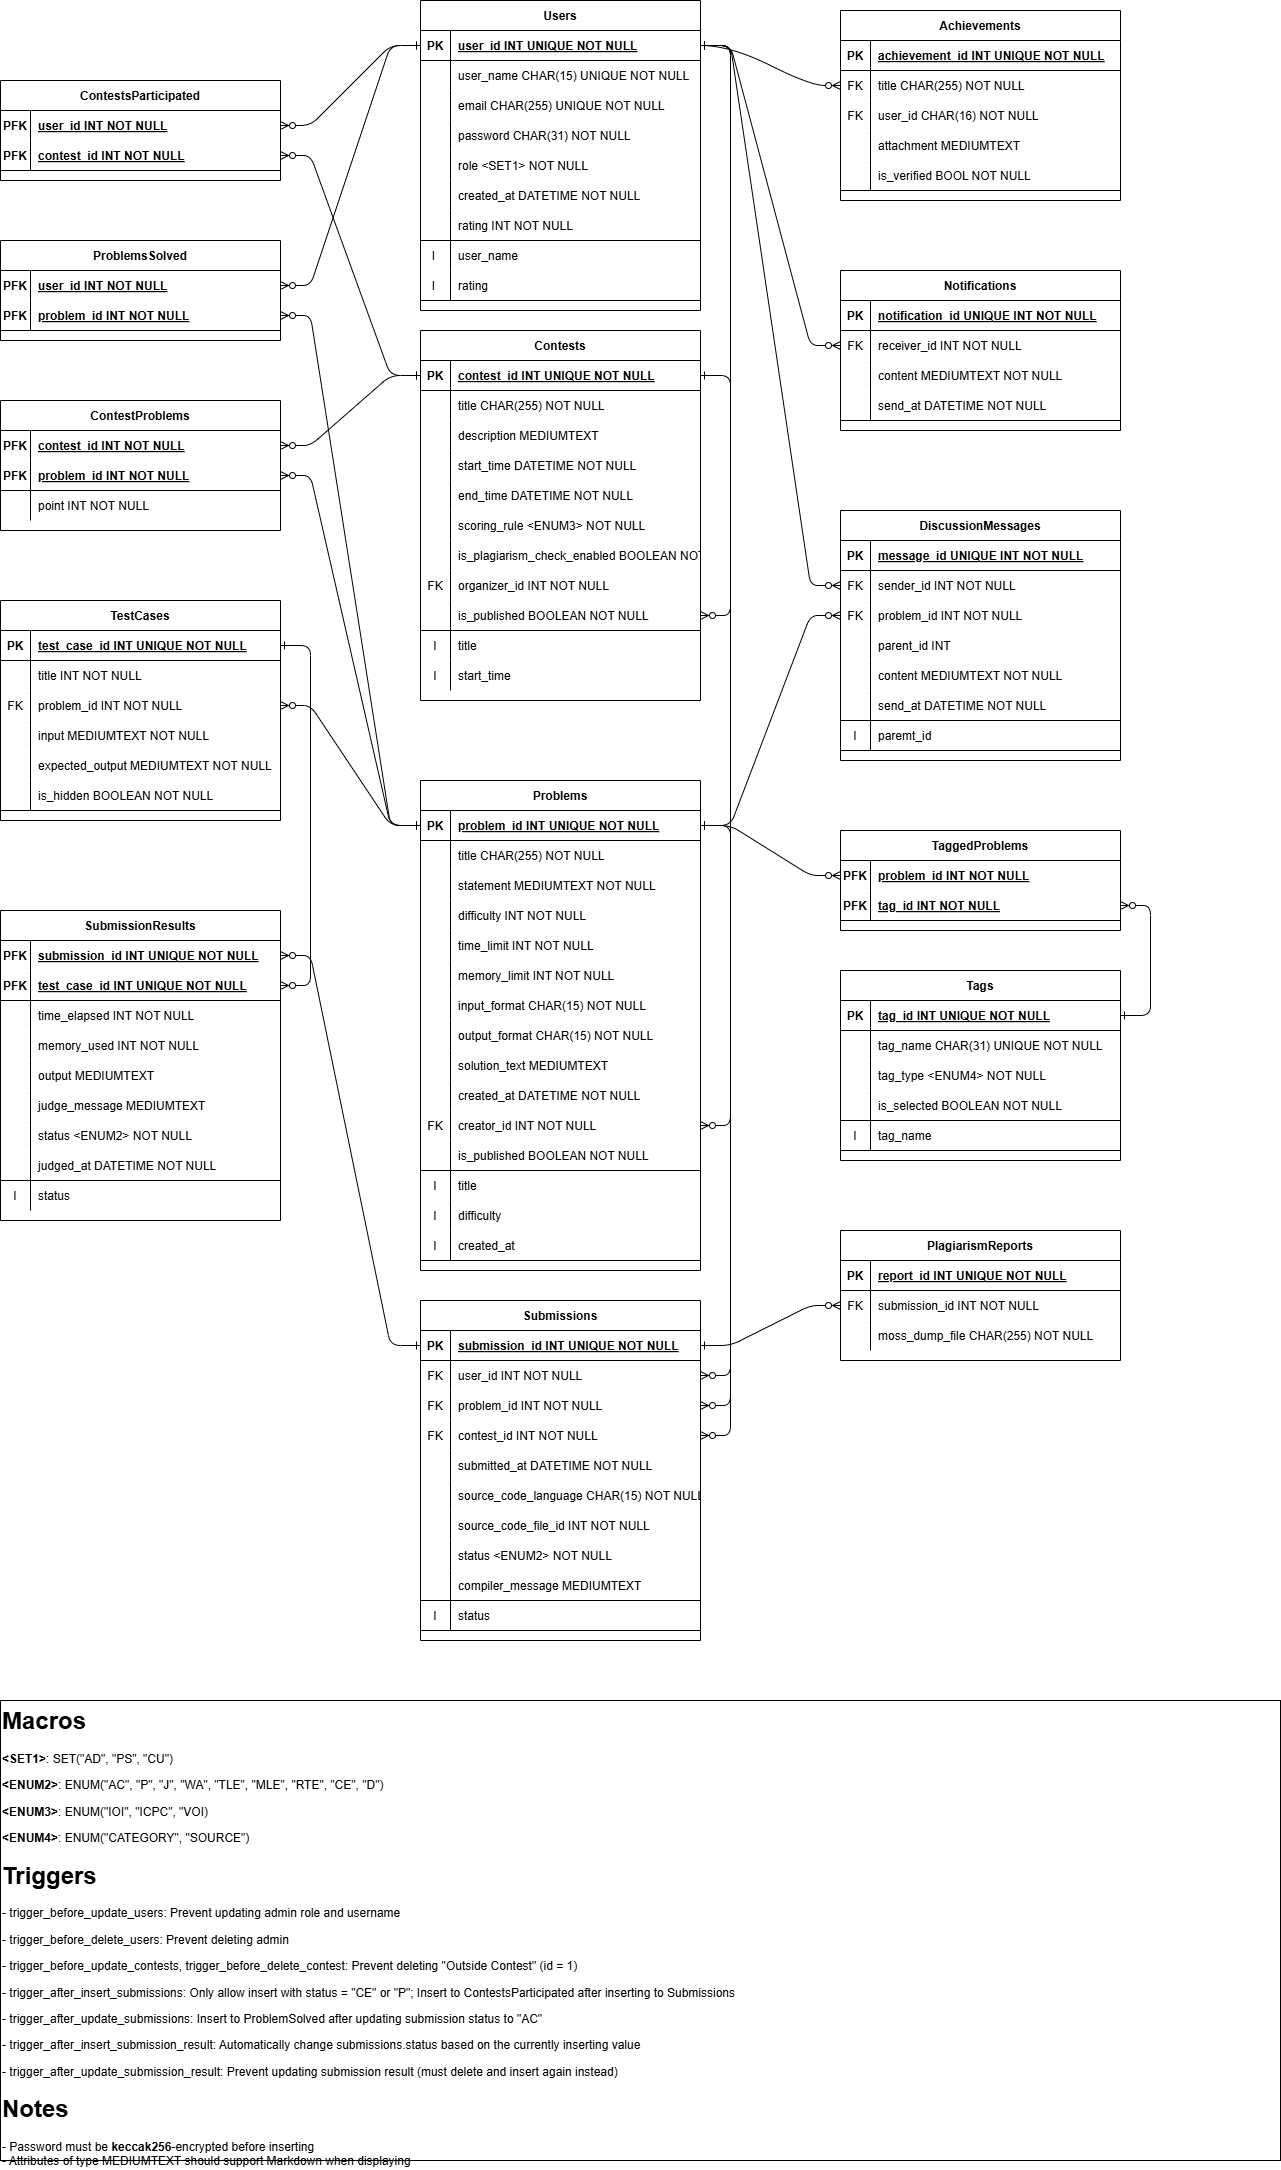 ContestsParticipated
PFK user_id INT NOT NULL
PFK contest_id INT NOT NULL
ProblemsSolved
PFK user_id INT NOT NULL
PFK problem_id INT NOT NULL
ContestProblems
PFK contest_id INT NOT NULL
PFK problem_id INT NOT NULL
point INT NOT NULL
TestCases
PK test_case_id INT UNIQUE NOT NULL
title INT NOT NULL
FK problem_id INT NOT NULL
input MEDIUMTEXT NOT NULL
expected_output MEDIUMTEXT NOT NULL
is_hidden BOOLEAN NOT NULL
SubmissionResults
PFK submission_id INT UNIQUE NOT NULL
PFK test_case_id INT UNIQUE NOT NULL
time_elapsed INT NOT NULL
memory_used INT NOT NULL
output MEDIUMTEXT
judge_message MEDIUMTEXT
status <ENUM2> NOT NULL
judged_at DATETIME NOT NULL
I status
Users
PK user_id INT UNIQUE NOT NULL
user_name CHAR(15) UNIQUE NOT NULL
email CHAR(255) UNIQUE NOT NULL
password CHAR(31) NOT NULL
role <SET1> NOT NULL
created_at DATETIME NOT NULL
rating INT NOT NULL
I user_name
I rating
Contests
PK contest_id INT UNIQUE NOT NULL
title CHAR(255) NOT NULL
description MEDIUMTEXT
start_time DATETIME NOT NULL
end_time DATETIME NOT NULL
scoring_rule <ENUM3> NOT NULL
is_plagiarism_check_enabled BOOLEAN NO
FK organizer_id INT NOT NULL
is_published BOOLEAN NOT NULL
I title
I start_time
Problems
PK problem_id INT UNIQUE NOT NULL
title CHAR(255) NOT NULL
statement MEDIUMTEXT NOT NULL
difficulty INT NOT NULL
time_limit INT NOT NULL
memory_limit INT NOT NULL
input_format CHAR(15) NOT NULL
output_format CHAR(15) NOT NULL
solution_text MEDIUMTEXT
created_at DATETIME NOT NULL
FK creator_id INT NOT NULL
is_published BOOLEAN NOT NULL
I title
I difficulty
I created_at
Submissions
PK submission_id INT UNIQUE NOT NULL
FK user_id INT NOT NULL
FK problem_id INT NOT NULL
FK contest_id INT NOT NULL
submitted_at DATETIME NOT NULL
source_code_language CHAR(15) NOT NULL
source_code_file_id INT NOT NULL
status <ENUM2> NOT NULL
compiler_message MEDIUMTEXT
I status
Achievements
PK achievement_id INT UNIQUE NOT NULL
FK title CHAR(255) NOT NULL
FK user_id CHAR(16) NOT NULL
attachment MEDIUMTEXT
is_verified BOOL NOT NULL
Notifications
PK notification_id UNIQUE INT NOT NULL
FK receiver_id INT NOT NULL
content MEDIUMTEXT NOT NULL
send_at DATETIME NOT NULL
DiscussionMessages
PK message_id UNIQUE INT NOT NULL
FK sender_id INT NOT NULL
FK problem_id INT NOT NULL
parent_id INT
content MEDIUMTEXT NOT NULL
send_at DATETIME NOT NULL
I paremt_id
TaggedProblems
PFK problem_id INT NOT NULL
PFK tag_id INT NOT NULL
Tags
PK tag_id INT UNIQUE NOT NULL
tag_name CHAR(31) UNIQUE NOT NULL
tag_type <ENUM4> NOT NULL
is_selected BOOLEAN NOT NULL
I tag_name
PlagiarismReports
PK report_id INT UNIQUE NOT NULL
FK submission_id INT NOT NULL
moss_dump_file CHAR(255) NOT NULL
Macros
<SET1>: SET("AD", "PS", "CU")
<ENUM2>: ENUM("AC", "P", "J", "WA", "TLE", "MLE", "RTE", "CE", "D")
<ENUM3>: ENUM("IOI", "ICPC", "VOI)
<ENUM4>: ENUM("CATEGORY", "SOURCE")
Triggers
- trigger_before_update_users: Prevent updating admin role and username
- trigger_before_delete_users: Prevent deleting admin
- trigger_before_update_contests, trigger_before_delete_contest: Prevent deleting "Outside Contest" (id = 1)
- trigger_after_insert_submissions: Only allow insert with status = "CE" or "P"; Insert to ContestsParticipated after inserting to Submissions
- trigger_after_update_submissions: Insert to ProblemSolved after updating submission status to "AC"
- trigger_after_insert_submission_result: Automatically change submissions.status based on the currently inserting value
- trigger_after_update_submission_result: Prevent updating submission result (must delete and insert again instead)
Notes
- Password must be keccak256-encrypted before inserting
- Attributes of type MEDIUMTEXT should support Markdown when displaying